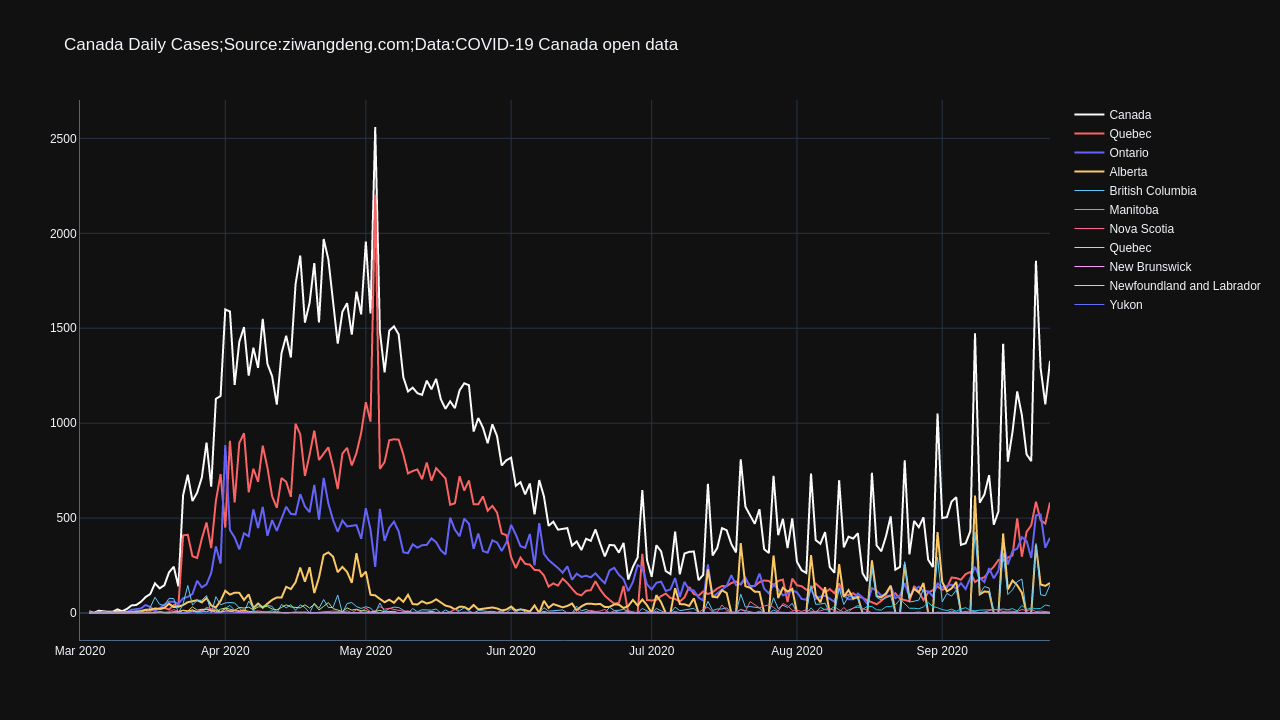 Canada Daily Cases;Source:ziwangdeng.com;Data:COVID-19 Canada open data
2500
2000
1500
1000
500
0
Mar 2020
Apr 2020
May 2020
Jun 2020
Jul 2020
Aug 2020
Sep 2020
Canada
Quebec
Ontario
Alberta
British Columbia
Manitoba
Nova Scotia
Quebec
New Brunswick
Newfoundland and Labrador
Yukon